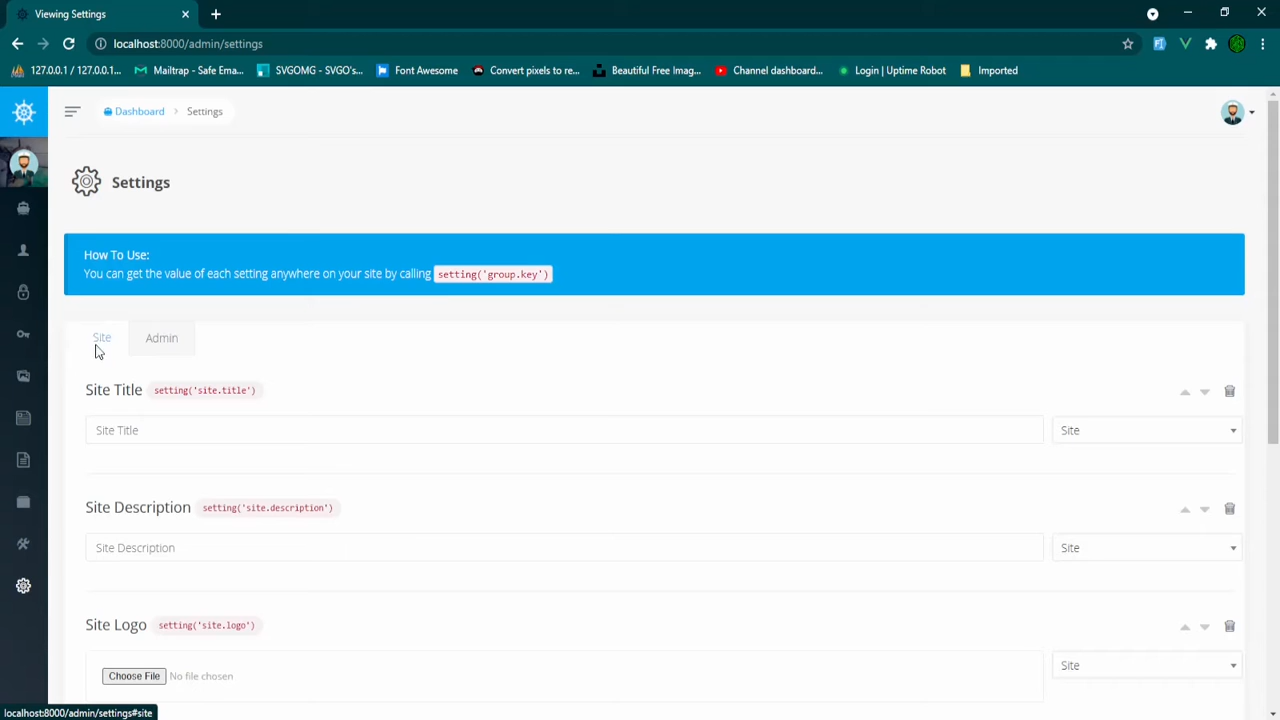 Viewing Settings
localhost:8000/admin/settings
127.0.0.1 / 127.0.0.1...
Mailtrap - Safe Ema...
SVGOMG - SVGO's...
Font Awesome
Convert pixels to re...
Beautiful Free Imag...
Channel dashboard...
Login | Uptime Robot
Imported
Dashboard > Settings
Settings
How To Use:
You can get the value of each setting anywhere on your site by calling setting('group.key')
Site Admin
Site Title setting('site.title')
Site Title Site
Site Description setting('site.description')
Site Description Site
Site Logo setting('site.logo')
Choose File No file chosen Site
localhost:8000/admin/settings#site